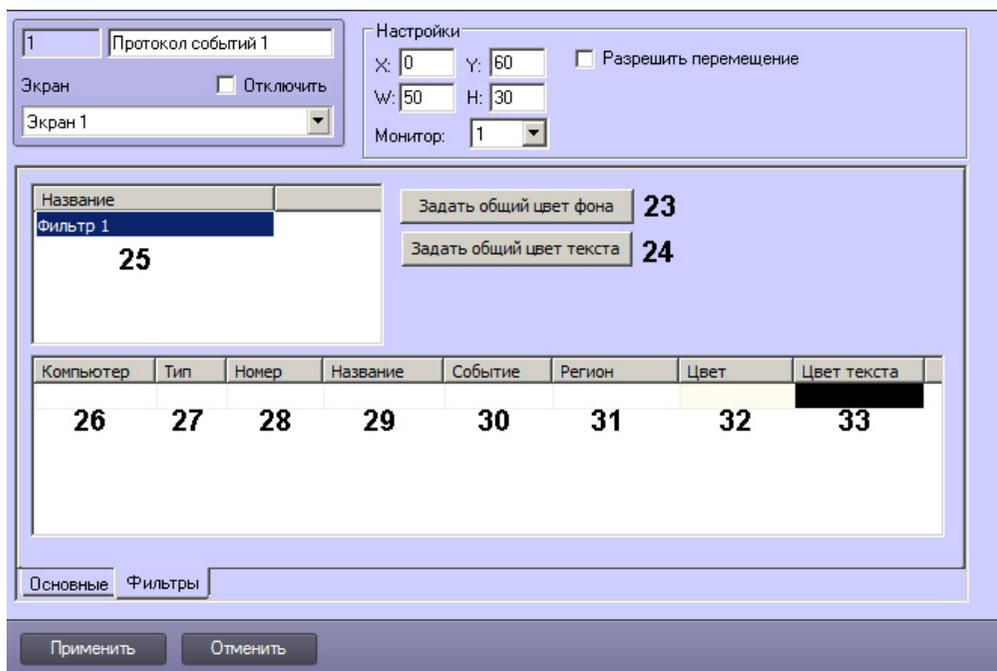 1 Протокол событий 1
Экран Отключить
Экран 1
Настройки
X: 0 Y: 60 Разрешить перемещение
W: 50 H: 30
Монитор: 1
Название
Фильтр 1
25
Задать общий цвет фона 23
Задать общий цвет текста 24
Компьютер Тип Номер Название Событие Регион Цвет Цвет текста
26 27 28 29 30 31 32 33
Основные Фильтры
Применить Отменить